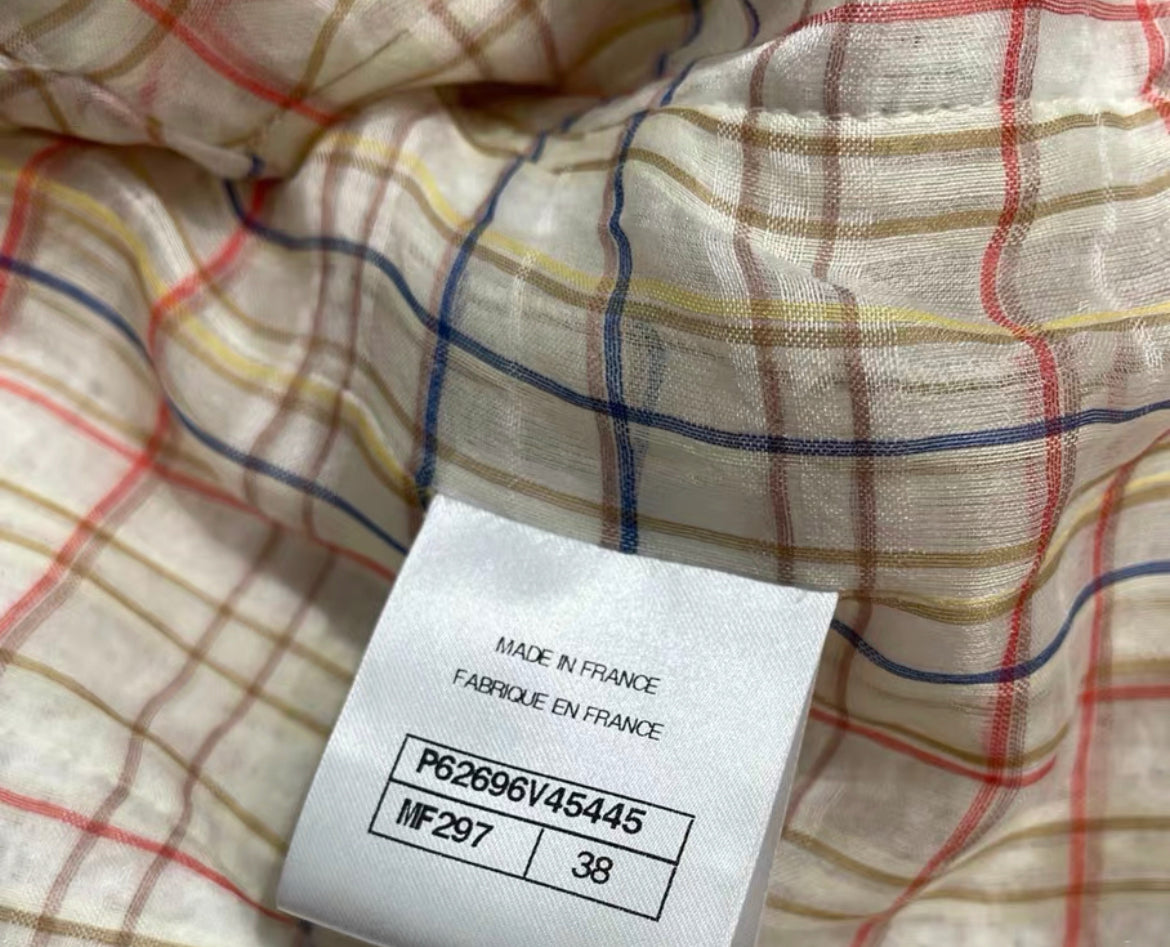 MADE IN FRANCE
FABRIQUE EN FRANCE
P62696V45445
MF297 38